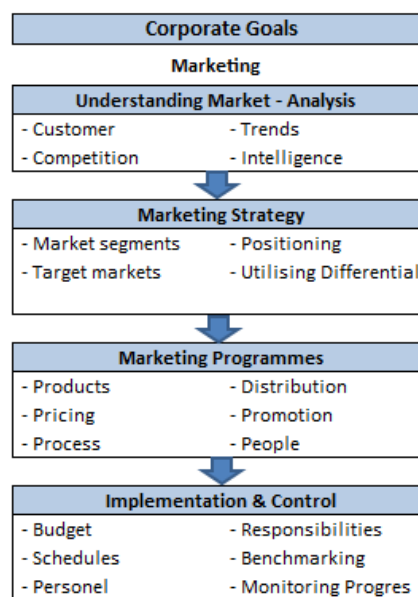 Corporate Goals
Marketing
Understanding Market - Analysis
- Customer - Trends
- Competition - Intelligence
Marketing Strategy
- Market segments - Positioning
- Target markets - Utilising Differential
Marketing Programmes
- Products - Distribution
- Pricing - Promotion
- Process - People
Implementation & Control
- Budget - Responsibilities
- Schedules - Benchmarking
- Personel - Monitoring Progres